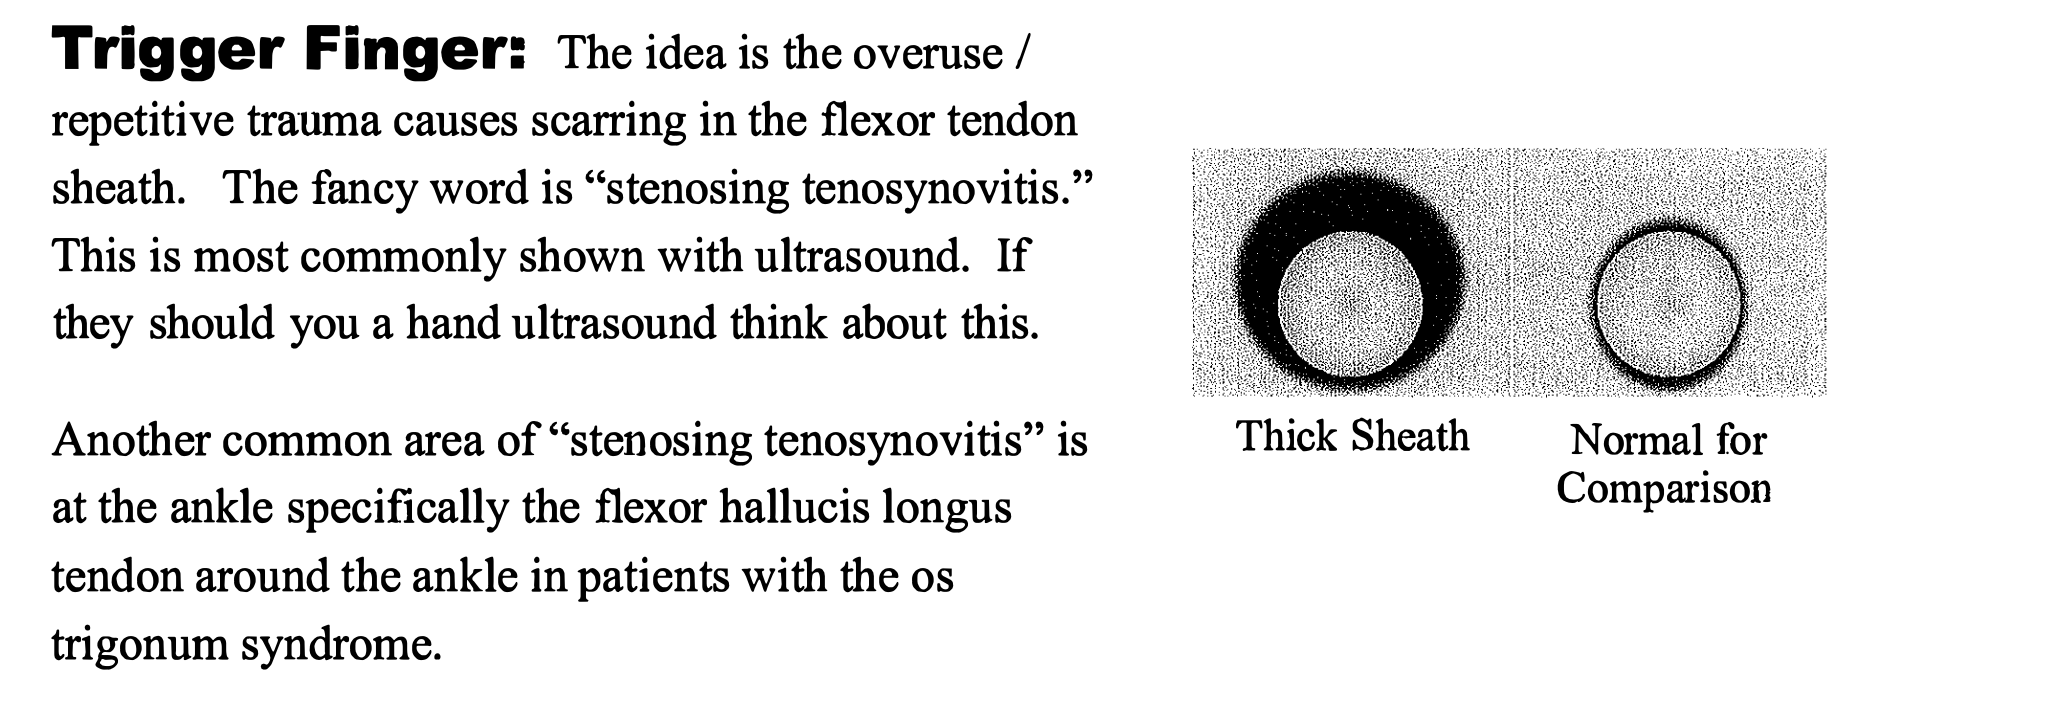 Trigger Finger: The idea is the overuse /
repetitive trauma causes scarring in the flexor tendon
sheath. The fancy word is “stenosing tenosynovitis.”
This is most commonly shown with ultrasound. If
they should you a hand ultrasound think about this.
Another common area of “stenosing tenosynovitis” is
at the ankle specifically the flexor hallucis longus
tendon around the ankle in patients with the os
trigonum syndrome.
Thick Sheath
Normal for
Comparison